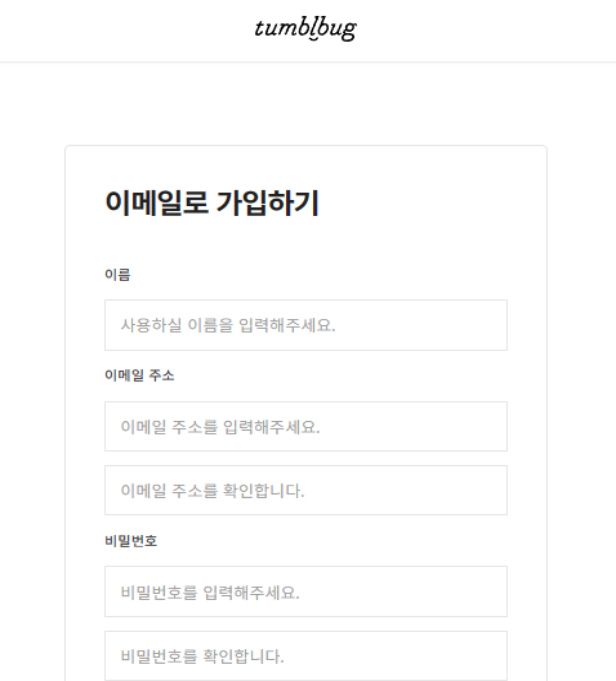 tumblbug
이메일로 가입하기
이름
사용하실 이름을 입력해주세요.
이메일 주소
이메일 주소를 입력해주세요.
이메일 주소를 확인합니다.
비밀번호
비밀번호를 입력해주세요.
비밀번호를 확인합니다.